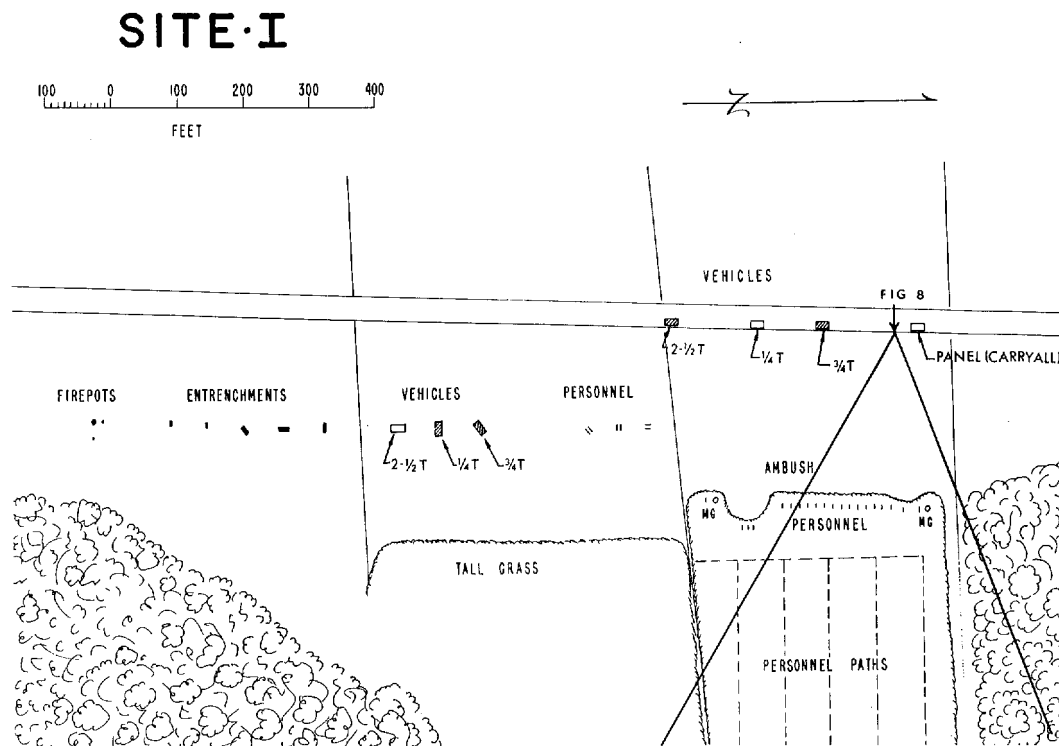 SITE·I
100 0 100 200 300 400
FEET
Z
VEHICLES
FIG 8
2-½T
¼T
¾T
PANEL (CARRYALL)
FIREPOTS
ENTRENCHMENTS
VEHICLES
PERSONNEL
2-½T
¼T
¾T
AMBUSH
MG
PERSONNEL
MG
TALL GRASS
PERSONNEL PATHS